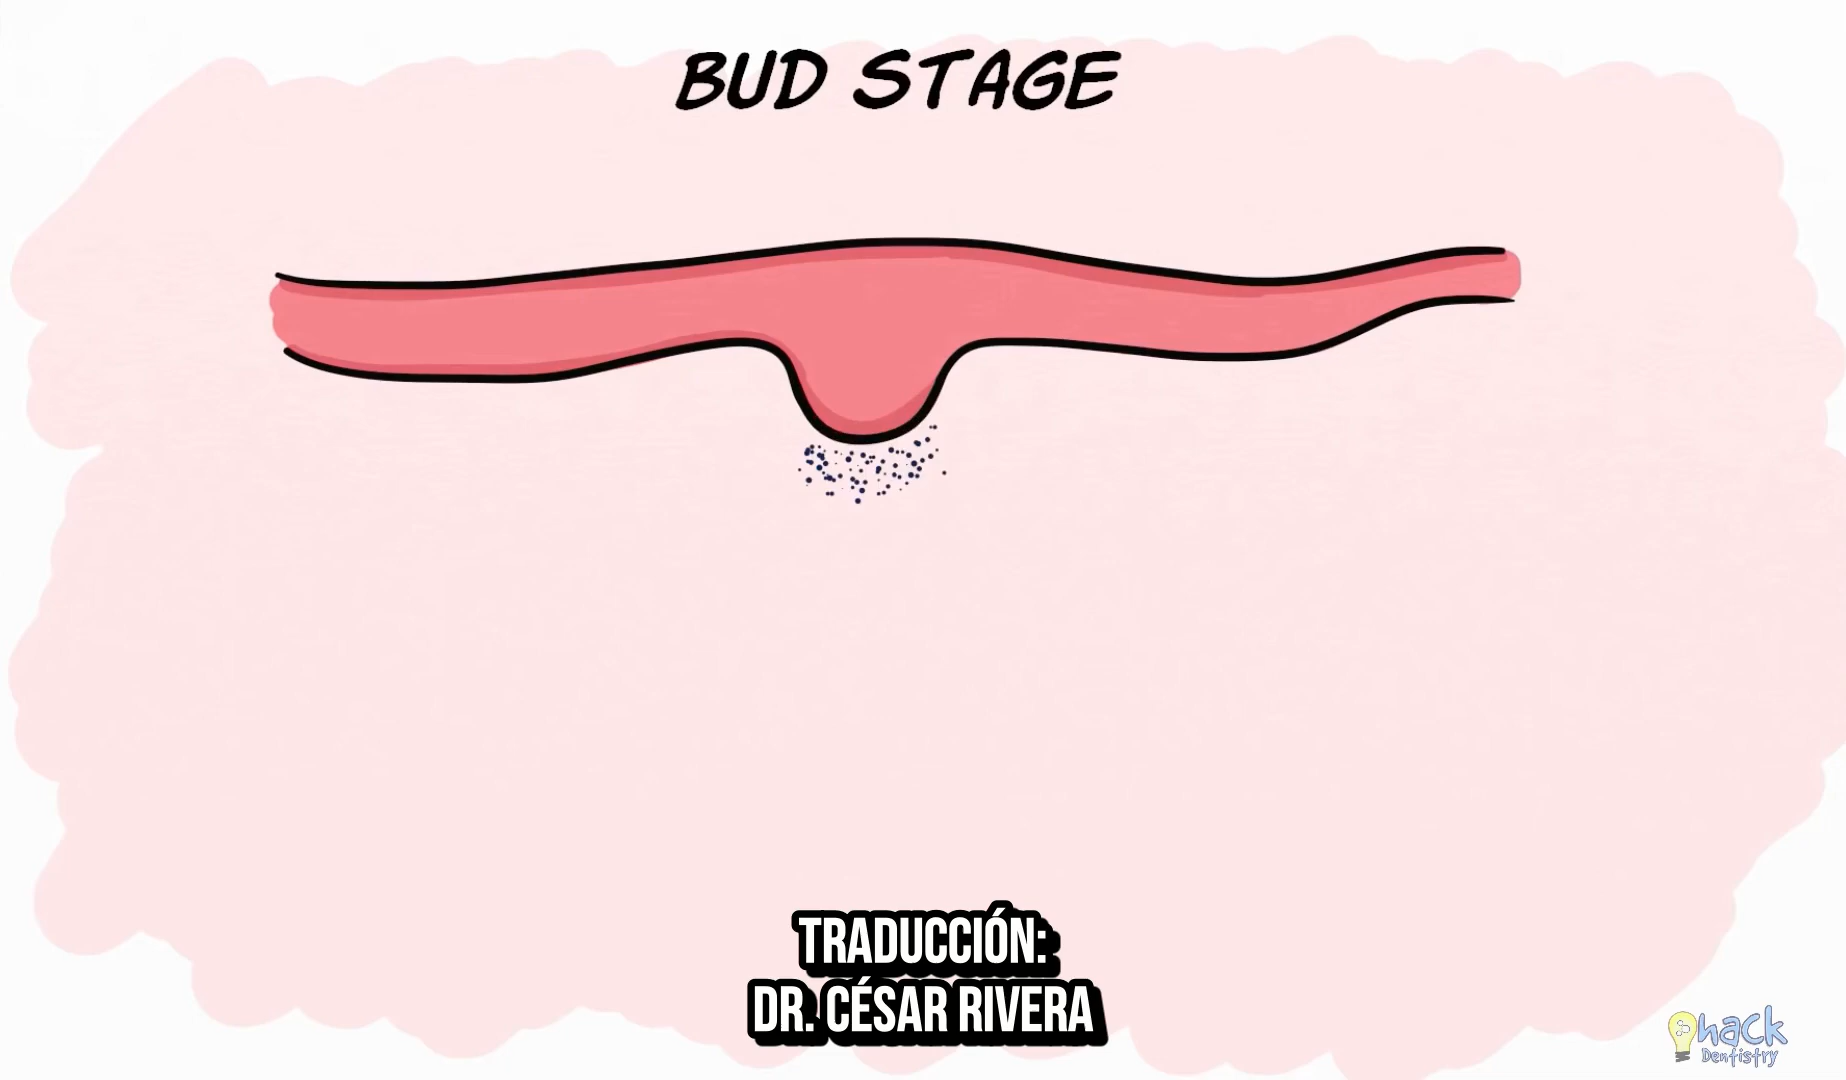 BUD STAGE
TRADUCCIÓN:
DR. CÉSAR RIVERA
hack
Dentistry